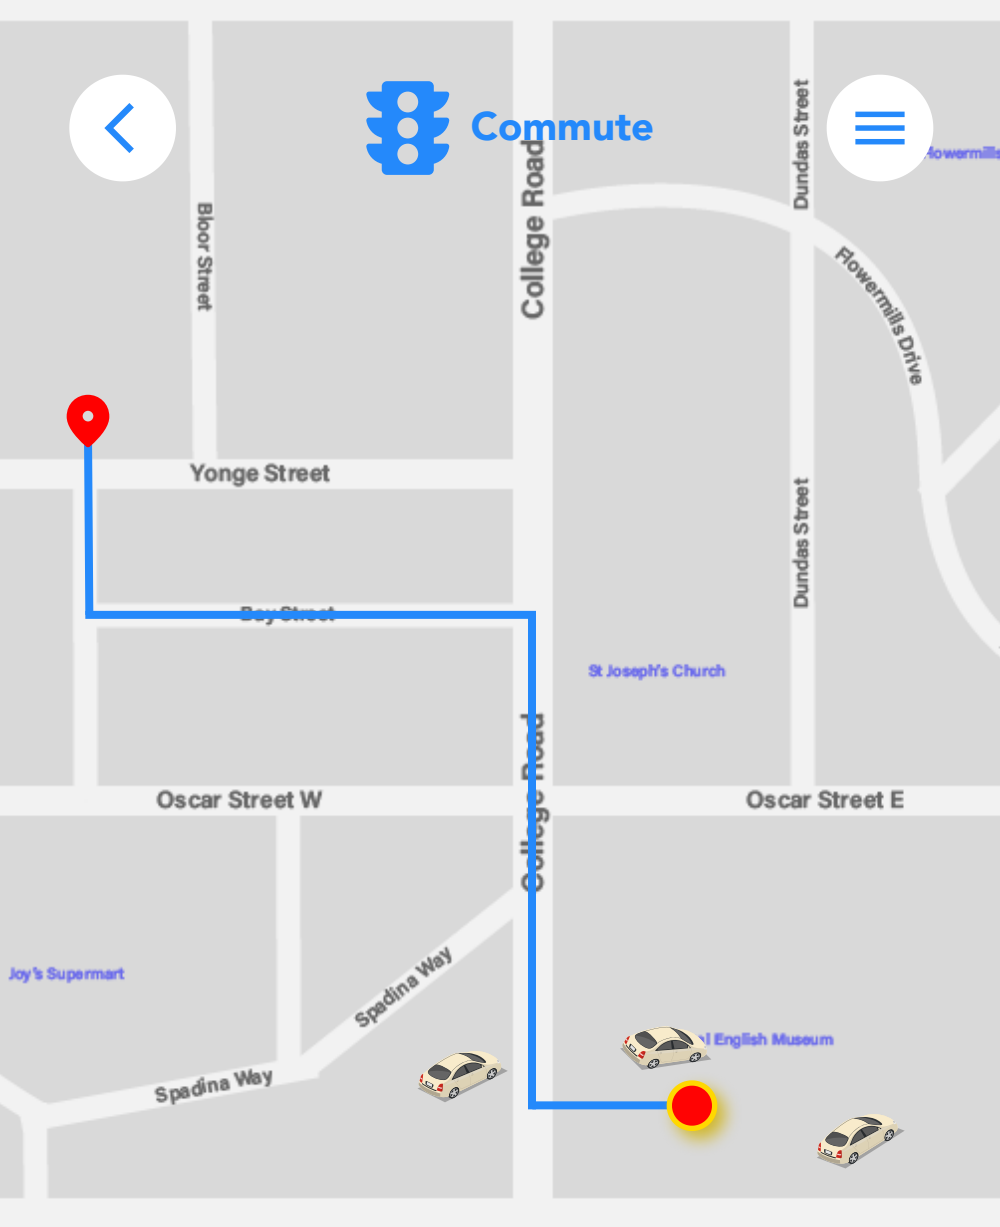 Commute
Dundas Street
College Road
Bloor Street
Flowermills Drive
Yonge Street
Dundas Street
Bay Street
St Joseph's Church
College Road
Oscar Street W
Oscar Street E
Spadina Way
Joy's Supermart
English Museum
Spadina Way